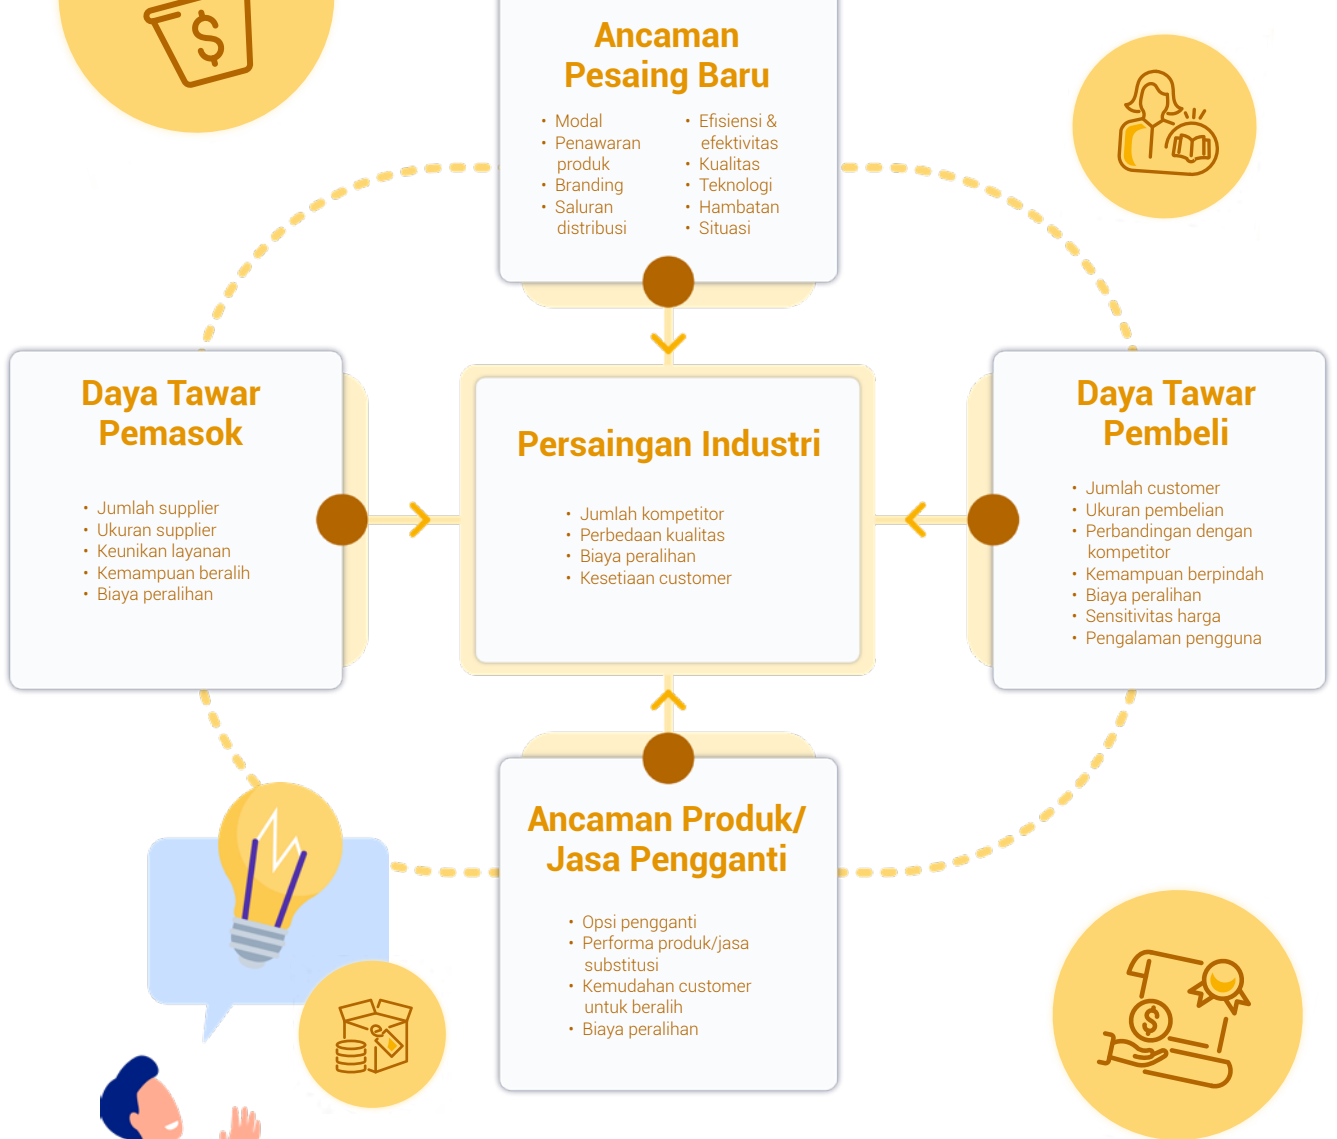 Ancaman
Pesaing Baru
• Modal
• Penawaran
produk
• Branding
• Saluran
distribusi
• Efisiensi &
efektivitas
• Kualitas
• Teknologi
• Hambatan
• Situasi
Daya Tawar
Pemasok
• Jumlah supplier
• Ukuran supplier
• Keunikan layanan
• Kemampuan beralih
• Biaya peralihan
Persaingan Industri
• Jumlah kompetitor
• Perbedaan kualitas
• Biaya peralihan
• Kesetiaan customer
Daya Tawar
Pembeli
• Jumlah customer
• Ukuran pembelian
• Perbandingan dengan
kompetitor
• Kemampuan berpindah
• Biaya peralihan
• Sensitivitas harga
• Pengalaman pengguna
Ancaman Produk/
Jasa Pengganti
• Opsi pengganti
• Performa produk/jasa
substitusi
• Kemudahan customer
untuk beralih
• Biaya peralihan